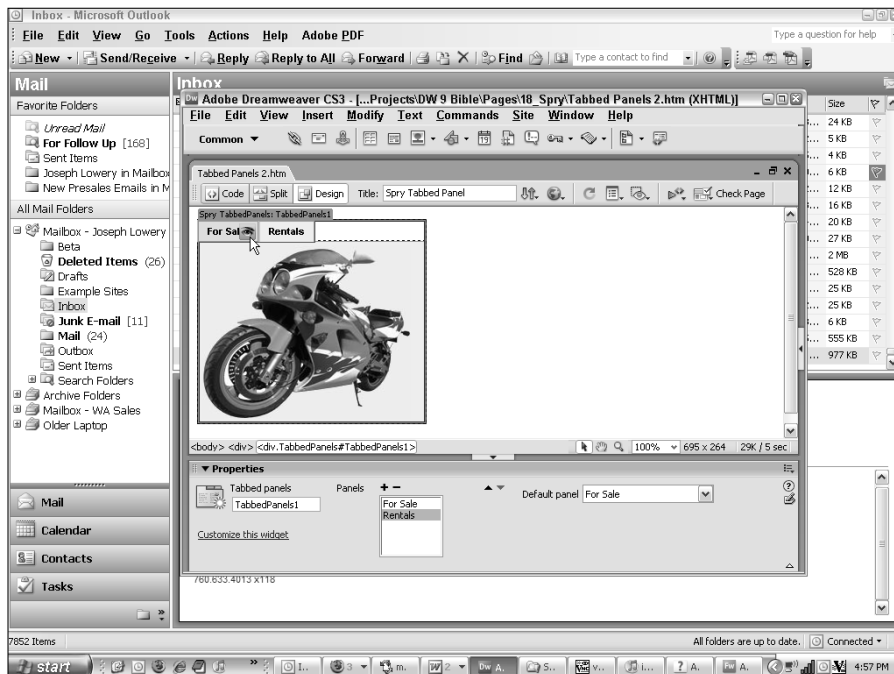 Inbox - Microsoft Outlook
File Edit View Go Tools Actions Help Adobe PDF
Type a question for help
New Send/Receive Reply Reply to All Forward Find Type a contact to find
Mail
Inbox
Favorite Folders
Unread Mail
For Follow Up [168]
Sent Items
Joseph Lowery in Mailbox
New Presales Emails in M
All Mail Folders
Mailbox - Joseph Lowery
Beta
Deleted Items (26)
Drafts
Example Sites
Inbox
Junk E-mail [11]
Mail (24)
Outbox
Sent Items
Search Folders
Archive Folders
Mailbox - WA Sales
Older Laptop
Mail
Calendar
Contacts
Tasks
Adobe Dreamweaver CS3 - [...Projects\DW 9 Bible\Pages\18_Spry\Tabbed Panels 2.htm (XHTML)]
File Edit View Insert Modify Text Commands Site Window Help
Common
Tabbed Panels 2.htm
Code Split Design Title: Spry Tabbed Panel Check Page
Spry TabbedPanels: TabbedPanels1
For Sal Rentals
<body> <div> <div.TabbedPanels#TabbedPanels1>
100% 695 x 264 29K / 5 sec
Properties
Tabbed panels
TabbedPanels1
Customize this widget
Panels
For Sale
Rentals
Default panel For Sale
Size
24 KB
5 KB
4 KB
6 KB
12 KB
16 KB
20 KB
27 KB
2 MB
528 KB
25 KB
25 KB
6 KB
555 KB
977 KB
760.633.4013 x118
7852 Items
All folders are up to date. Connected
start I.. 3 m. W 2 Dw A. S.. v.. i... ? A. Fw A. 4:57 PM